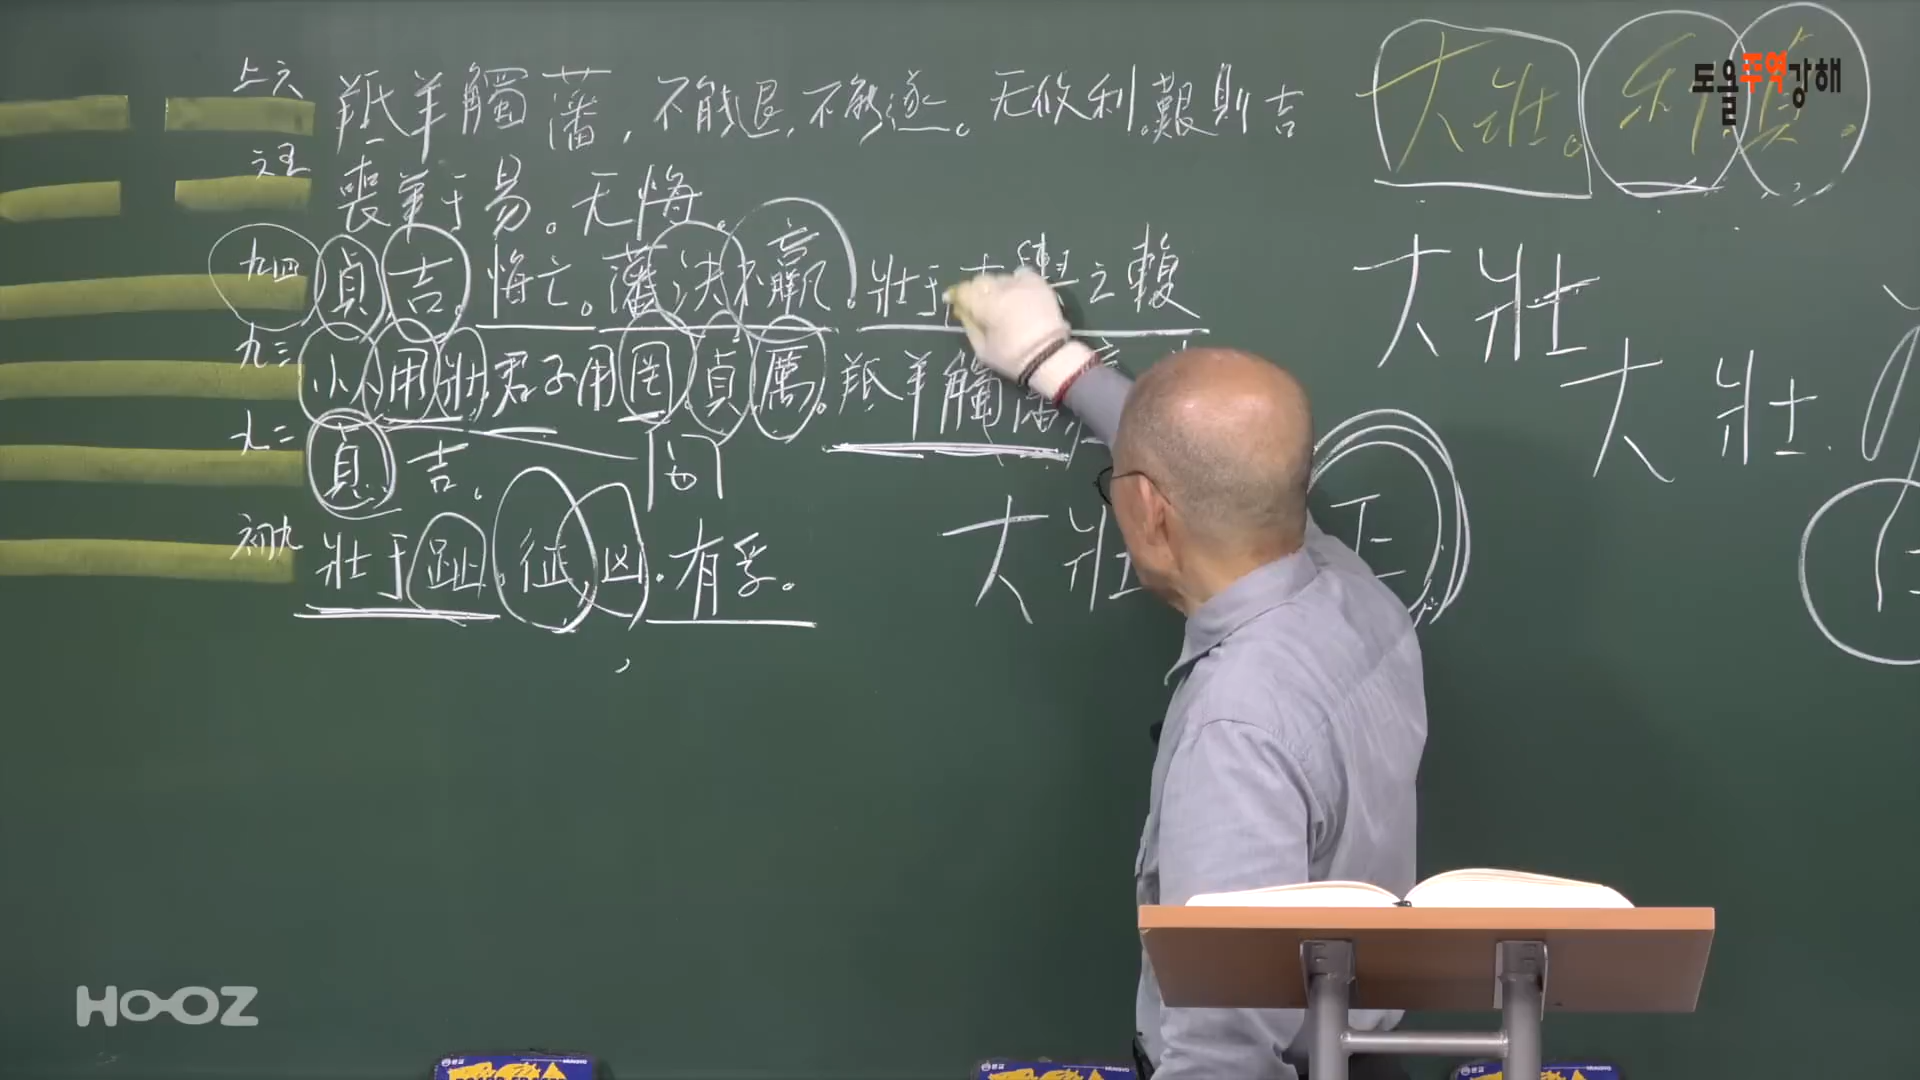 上六 羝羊觸藩,不能退,不能遂。无攸利,艱則吉
六五 喪羊于易。无悔。
九四 貞吉。悔亡。藩決不羸。壯于大輿之輹
九三 小人用壯,君子用罔。貞厲。羝羊觸藩,
九二 貞吉。
初九 壯于趾。征凶。有孚。
大壯。利貞。
도올주역강해
大壯
大壯.
大壯 正
HOOZ